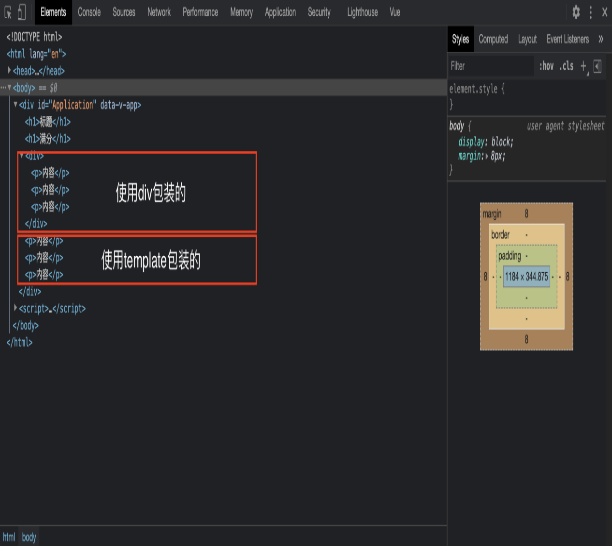 Elements Console Sources Network Performance Memory Application Security Lighthouse Vue
<!DOCTYPE html>
<html lang="en">
<head>…</head>
<body> == $0
<div id="Application" data-v-app>
<h1>标题</h1>
<h1>满分</h1>
<div>
<p>内容</p>
<p>内容</p>
<p>内容</p>
</div>
使用div包装的
<p>内容</p>
<p>内容</p>
<p>内容</p>
使用template包装的
</div>
<script>…</script>
</body>
</html>
html body
Styles Computed Layout Event Listeners »
Filter :hov .cls +
element.style {
}
body { user agent stylesheet
display: block;
margin: 8px;
}
margin 8
border -
padding -
8 - - 1184 × 344.875 - - 8
-
-
8